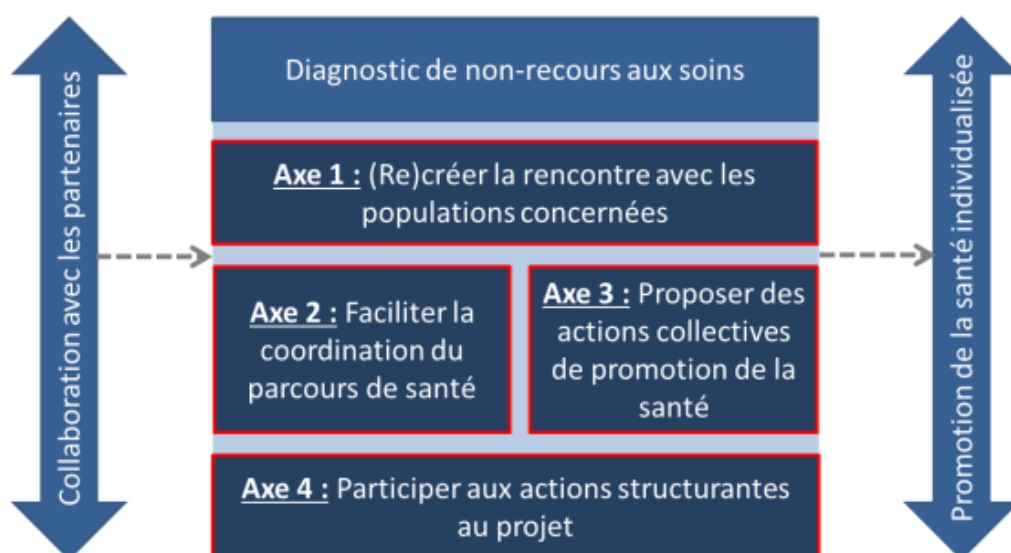 Collaboration avec les partenaires
Diagnostic de non-recours aux soins
Axe 1 : (Re)créer la rencontre avec les
populations concernées
Axe 2 : Faciliter la
coordination du
parcours de santé
Axe 3 : Proposer des
actions collectives
de promotion de la
santé
Axe 4 : Participer aux actions structurantes
au projet
Promotion de la santé individualisée